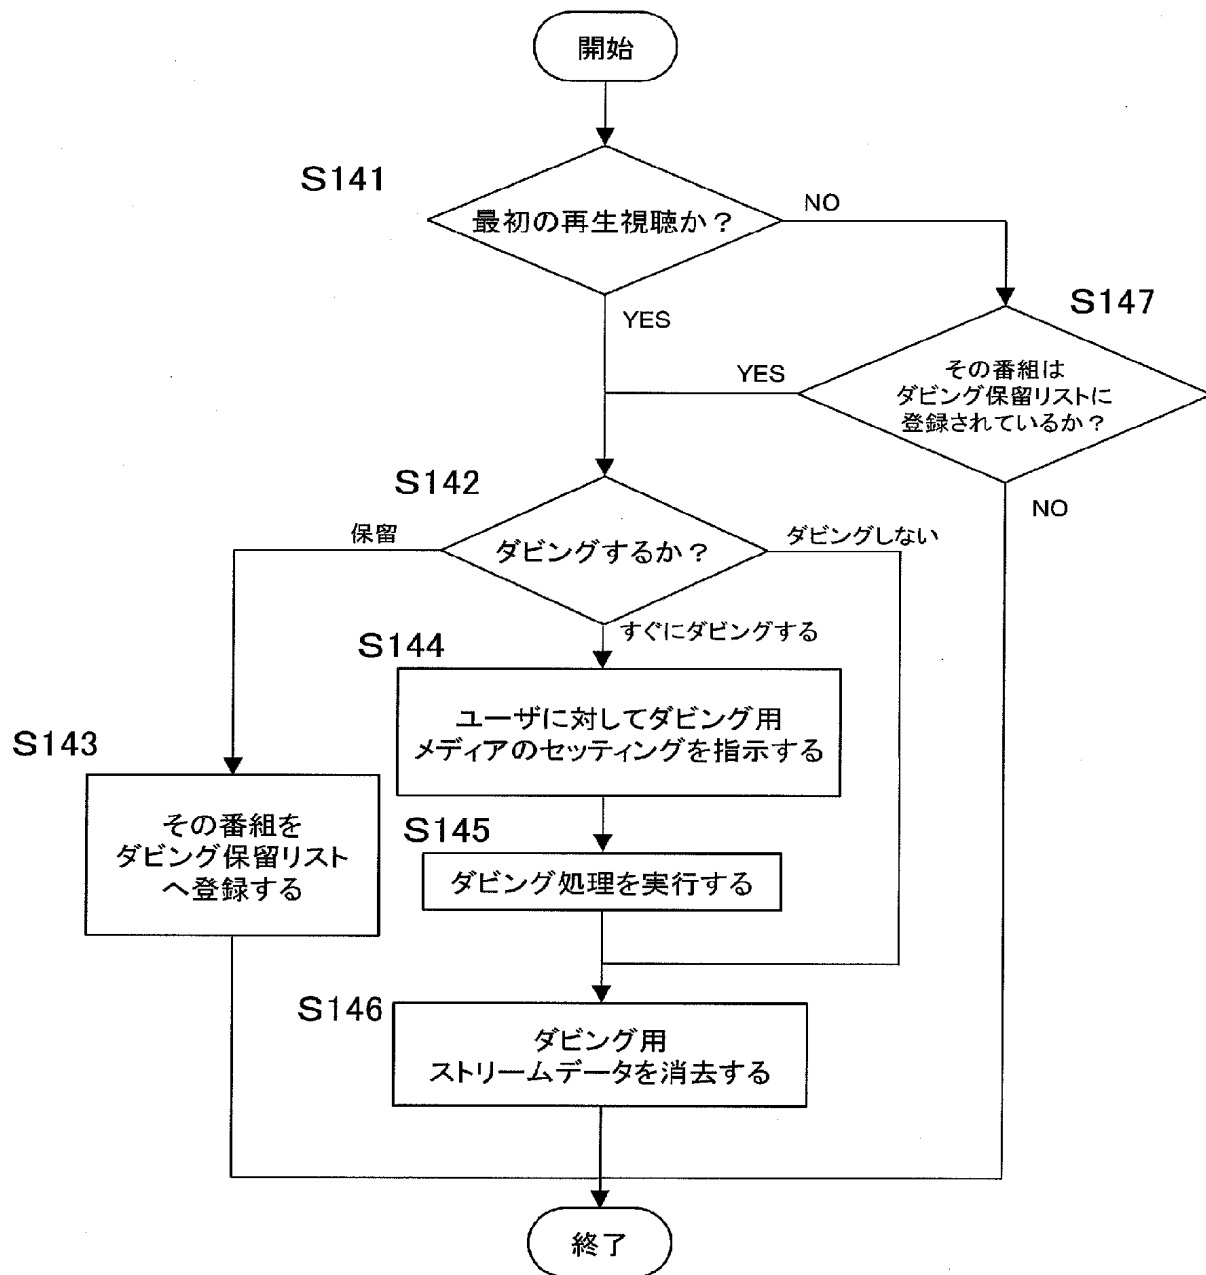 開始
S141
最初の再生視聴か?
NO
YES
S147
その番組は
ダビング保留リストに
登録されているか?
YES
NO
S142
ダビングするか?
保留
ダビングしない
すぐにダビングする
S144
ユーザに対してダビング用
メディアのセッティングを指示する
S143
その番組を
ダビング保留リスト
へ登録する
S145
ダビング処理を実行する
S146
ダビング用
ストリームデータを消去する
終了